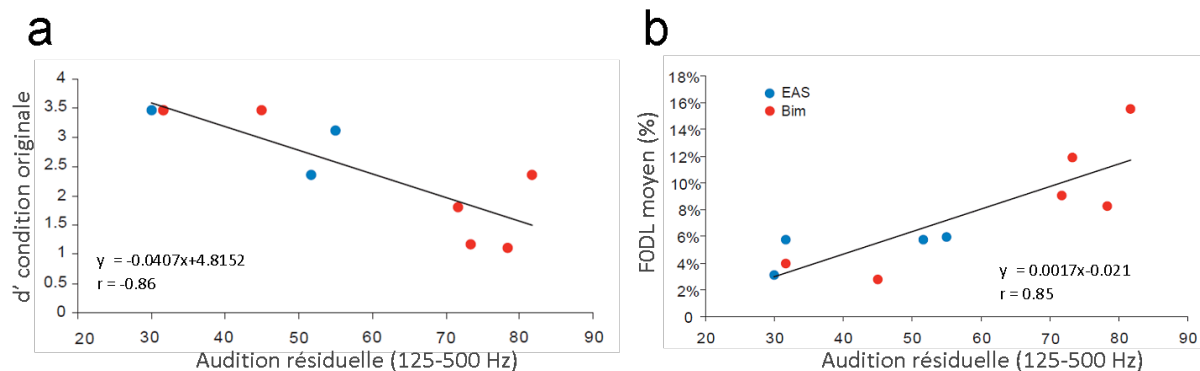 a
d' condition originale
4
3.5
3
2.5
2
1.5
1
0.5
0
y = -0.0407x+4.8152
r = -0.86
20 30 40 50 60 70 80 90
Audition résiduelle (125-500 Hz)
b
F0DL moyen (%)
18%
16%
14%
12%
10%
8%
6%
4%
2%
0
EAS
Bim
y = 0.0017x-0.021
r = 0.85
20 30 40 50 60 70 80 90
Audition résiduelle (125-500 Hz)